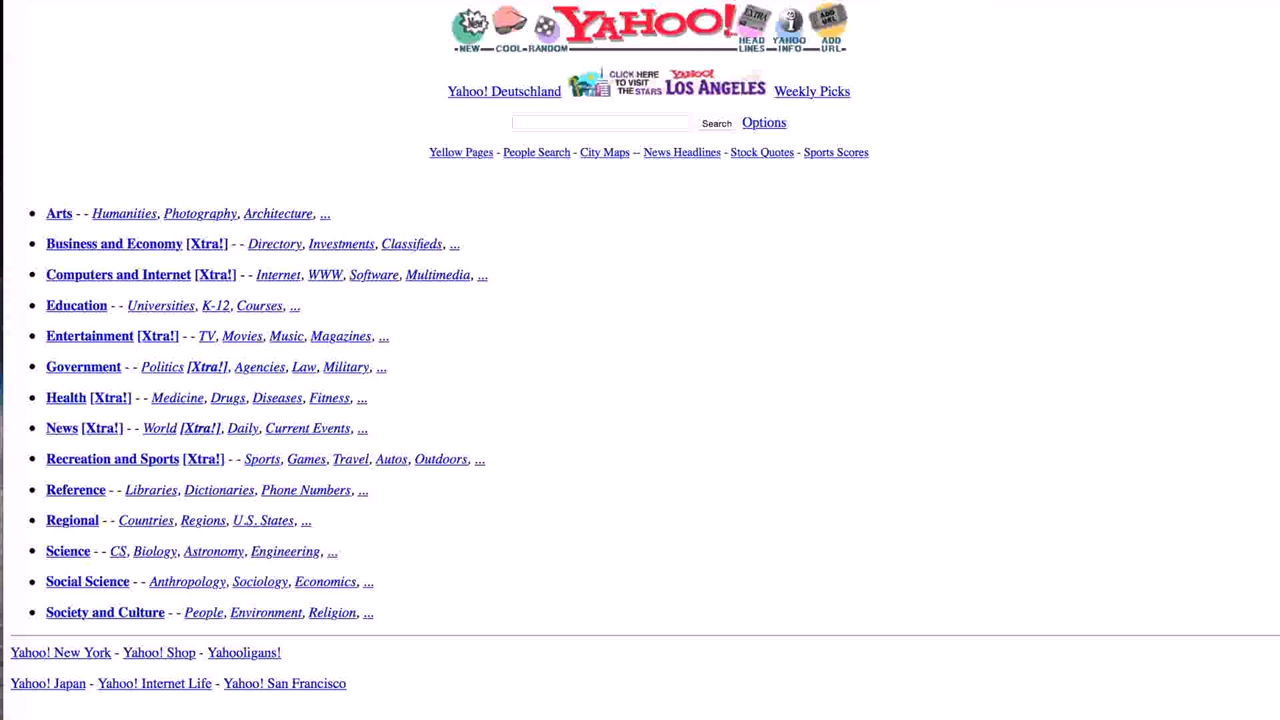 New YAHOO! EXTRA i ADD URL
NEW COOL RANDOM HEAD LINES YAHOO INFO ADD URL
Yahoo! Deutschland CLICK HERE TO VISIT THE STARS YAHOO! LOS ANGELES Weekly Picks
Search Options
Yellow Pages - People Search - City Maps -- News Headlines - Stock Quotes - Sports Scores
• Arts - - Humanities, Photography, Architecture, ...
• Business and Economy [Xtra!] - - Directory, Investments, Classifieds, ...
• Computers and Internet [Xtra!] - - Internet, WWW, Software, Multimedia, ...
• Education - - Universities, K-12, Courses, ...
• Entertainment [Xtra!] - - TV, Movies, Music, Magazines, ...
• Government - - Politics [Xtra!], Agencies, Law, Military, ...
• Health [Xtra!] - - Medicine, Drugs, Diseases, Fitness, ...
• News [Xtra!] - - World [Xtra!], Daily, Current Events, ...
• Recreation and Sports [Xtra!] - - Sports, Games, Travel, Autos, Outdoors, ...
• Reference - - Libraries, Dictionaries, Phone Numbers, ...
• Regional - - Countries, Regions, U.S. States, ...
• Science - - CS, Biology, Astronomy, Engineering, ...
• Social Science - - Anthropology, Sociology, Economics, ...
• Society and Culture - - People, Environment, Religion, ...
Yahoo! New York - Yahoo! Shop - Yahooligans!
Yahoo! Japan - Yahoo! Internet Life - Yahoo! San Francisco